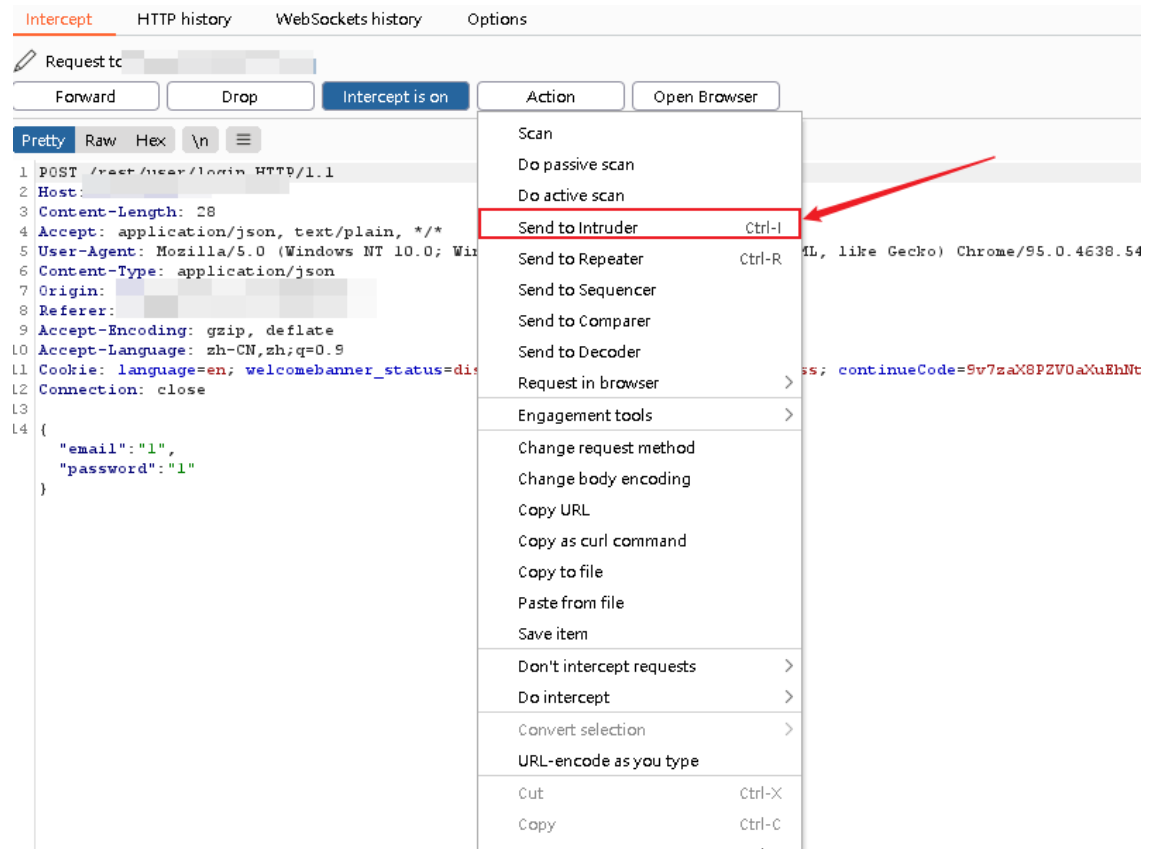 Intercept HTTP history WebSockets history Options
Request to
Forward Drop Intercept is on Action Open Browser
Pretty Raw Hex \n
1 POST /rest/user/login HTTP/1.1
2 Host:
3 Content-Length: 28
4 Accept: application/json, text/plain, */*
5 User-Agent: Mozilla/5.0 (Windows NT 10.0; Win ML, like Gecko) Chrome/95.0.4638.54
6 Content-Type: application/json
7 Origin:
8 Referer:
9 Accept-Encoding: gzip, deflate
10 Accept-Language: zh-CN,zh;q=0.9
11 Cookie: language=en; welcomebanner_status=dis ss; continueCode=9v7zaX8PZVOaXuEhNt
12 Connection: close
13
14 {
"email":"1",
"password":"1"
}
Scan
Do passive scan
Do active scan
Send to Intruder Ctrl-I
Send to Repeater Ctrl-R
Send to Sequencer
Send to Comparer
Send to Decoder
Request in browser
Engagement tools
Change request method
Change body encoding
Copy URL
Copy as curl command
Copy to file
Paste from file
Save item
Don't intercept requests
Do intercept
Convert selection
URL-encode as you type
Cut Ctrl-X
Copy Ctrl-C